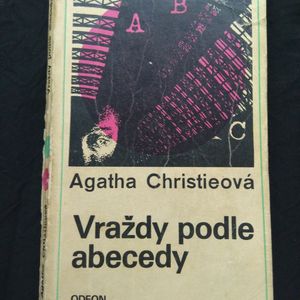 A
B
C
Agatha Christieová
Vraždy podle
abecedy
ODEON